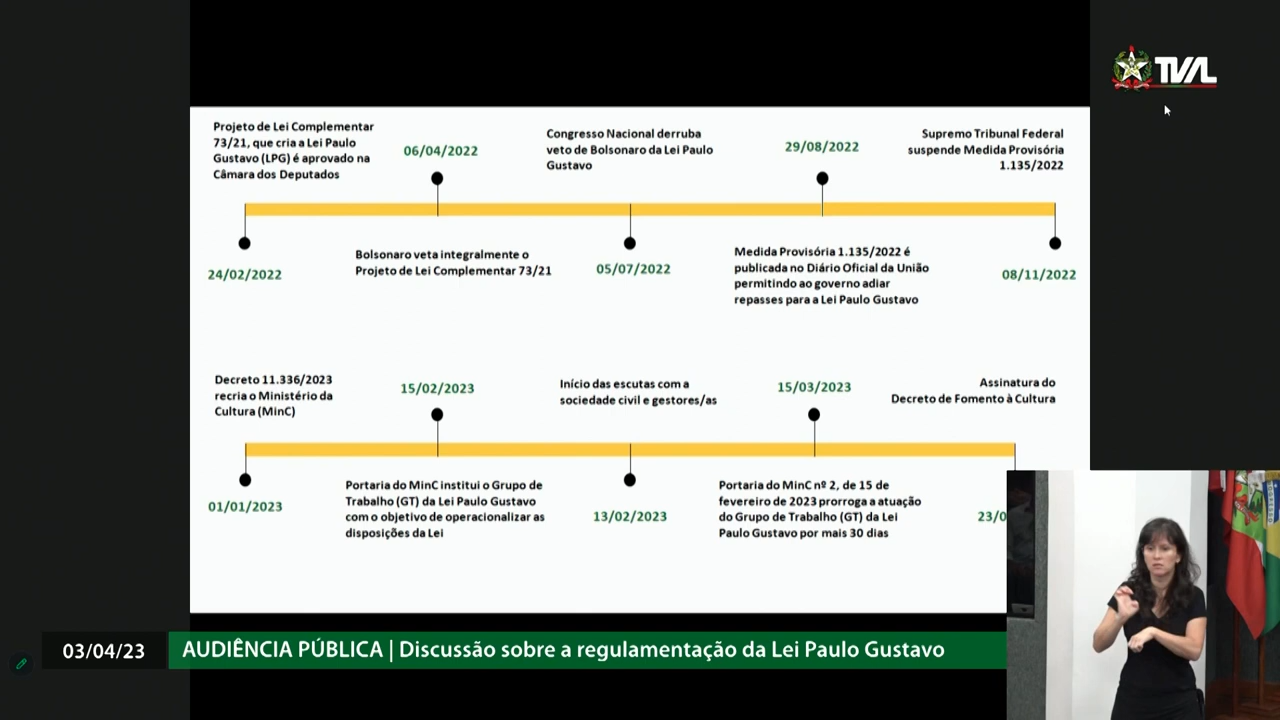 TVAL
Projeto de Lei Complementar
73/21, que cria a Lei Paulo
Gustavo (LPG) é aprovado na
Câmara dos Deputados
06/04/2022
Congresso Nacional derruba
veto de Bolsonaro da Lei Paulo
Gustavo
29/08/2022
Supremo Tribunal Federal
suspende Medida Provisória
1.135/2022
24/02/2022
Bolsonaro veta integralmente o
Projeto de Lei Complementar 73/21
05/07/2022
Medida Provisória 1.135/2022 é
publicada no Diário Oficial da União
permitindo ao governo adiar
repasses para a Lei Paulo Gustavo
08/11/2022
Decreto 11.336/2023
recria o Ministério da
Cultura (MinC)
15/02/2023
Início das escutas com a
sociedade civil e gestores/as
15/03/2023
Assinatura do
Decreto de Fomento à Cultura
01/01/2023
Portaria do MinC institui o Grupo de
Trabalho (GT) da Lei Paulo Gustavo
com o objetivo de operacionalizar as
disposições da Lei
13/02/2023
Portaria do MinC nº 2, de 15 de
fevereiro de 2023 prorroga a atuação
do Grupo de Trabalho (GT) da Lei
Paulo Gustavo por mais 30 dias
23/0
03/04/23
AUDIÊNCIA PÚBLICA | Discussão sobre a regulamentação da Lei Paulo Gustavo